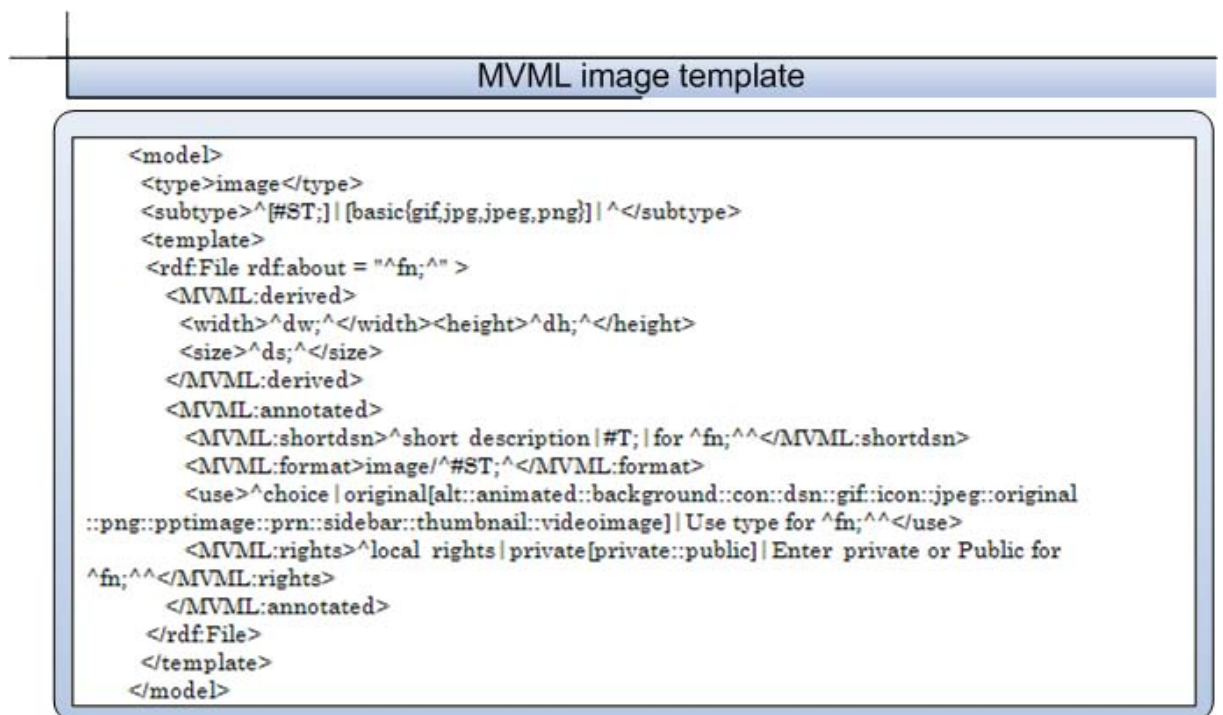 MVML image template
<model>
<type>image</type>
<subtype>^[#ST;]|[basic{gif,jpg,jpeg,png}]|^</subtype>
<template>
<rdf:File rdf:about = "^fn;^" >
<MVML:derived>
<width>^dw;^</width><height>^dh;^</height>
<size>^ds;^</size>
</MVML:derived>
<MVML:annotated>
<MVML:shortdsn>^short description|#T;|for ^fn;^^</MVML:shortdsn>
<MVML:format>image/^#ST;^</MVML:format>
<use>^choice|original[alt::animated::background::con::dsn::gif::icon::jpeg::original
::png::pptimage::prn::sidebar::thumbnail::videoimage]|Use type for ^fn;^^</use>
<MVML:rights>^local rights|private[private::public]|Enter private or Public for
^fn;^^</MVML:rights>
</MVML:annotated>
</rdf:File>
</template>
</model>